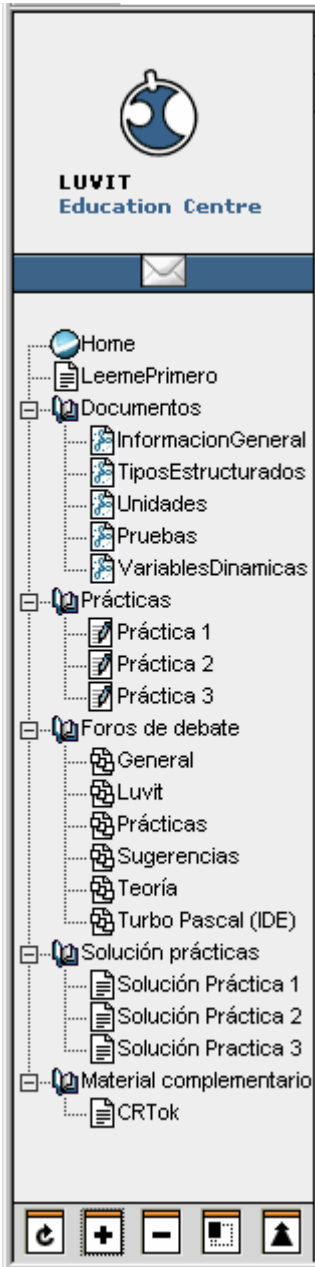 LUVIT
Education Centre
Home
LeemePrimero
Documentos
InformacionGeneral
TiposEstructurados
Unidades
Pruebas
VariablesDinamicas
Prácticas
Práctica 1
Práctica 2
Práctica 3
Foros de debate
General
Luvit
Prácticas
Sugerencias
Teoría
Turbo Pascal (IDE)
Solución prácticas
Solución Práctica 1
Solución Práctica 2
Solución Practica 3
Material complementario
CRTok